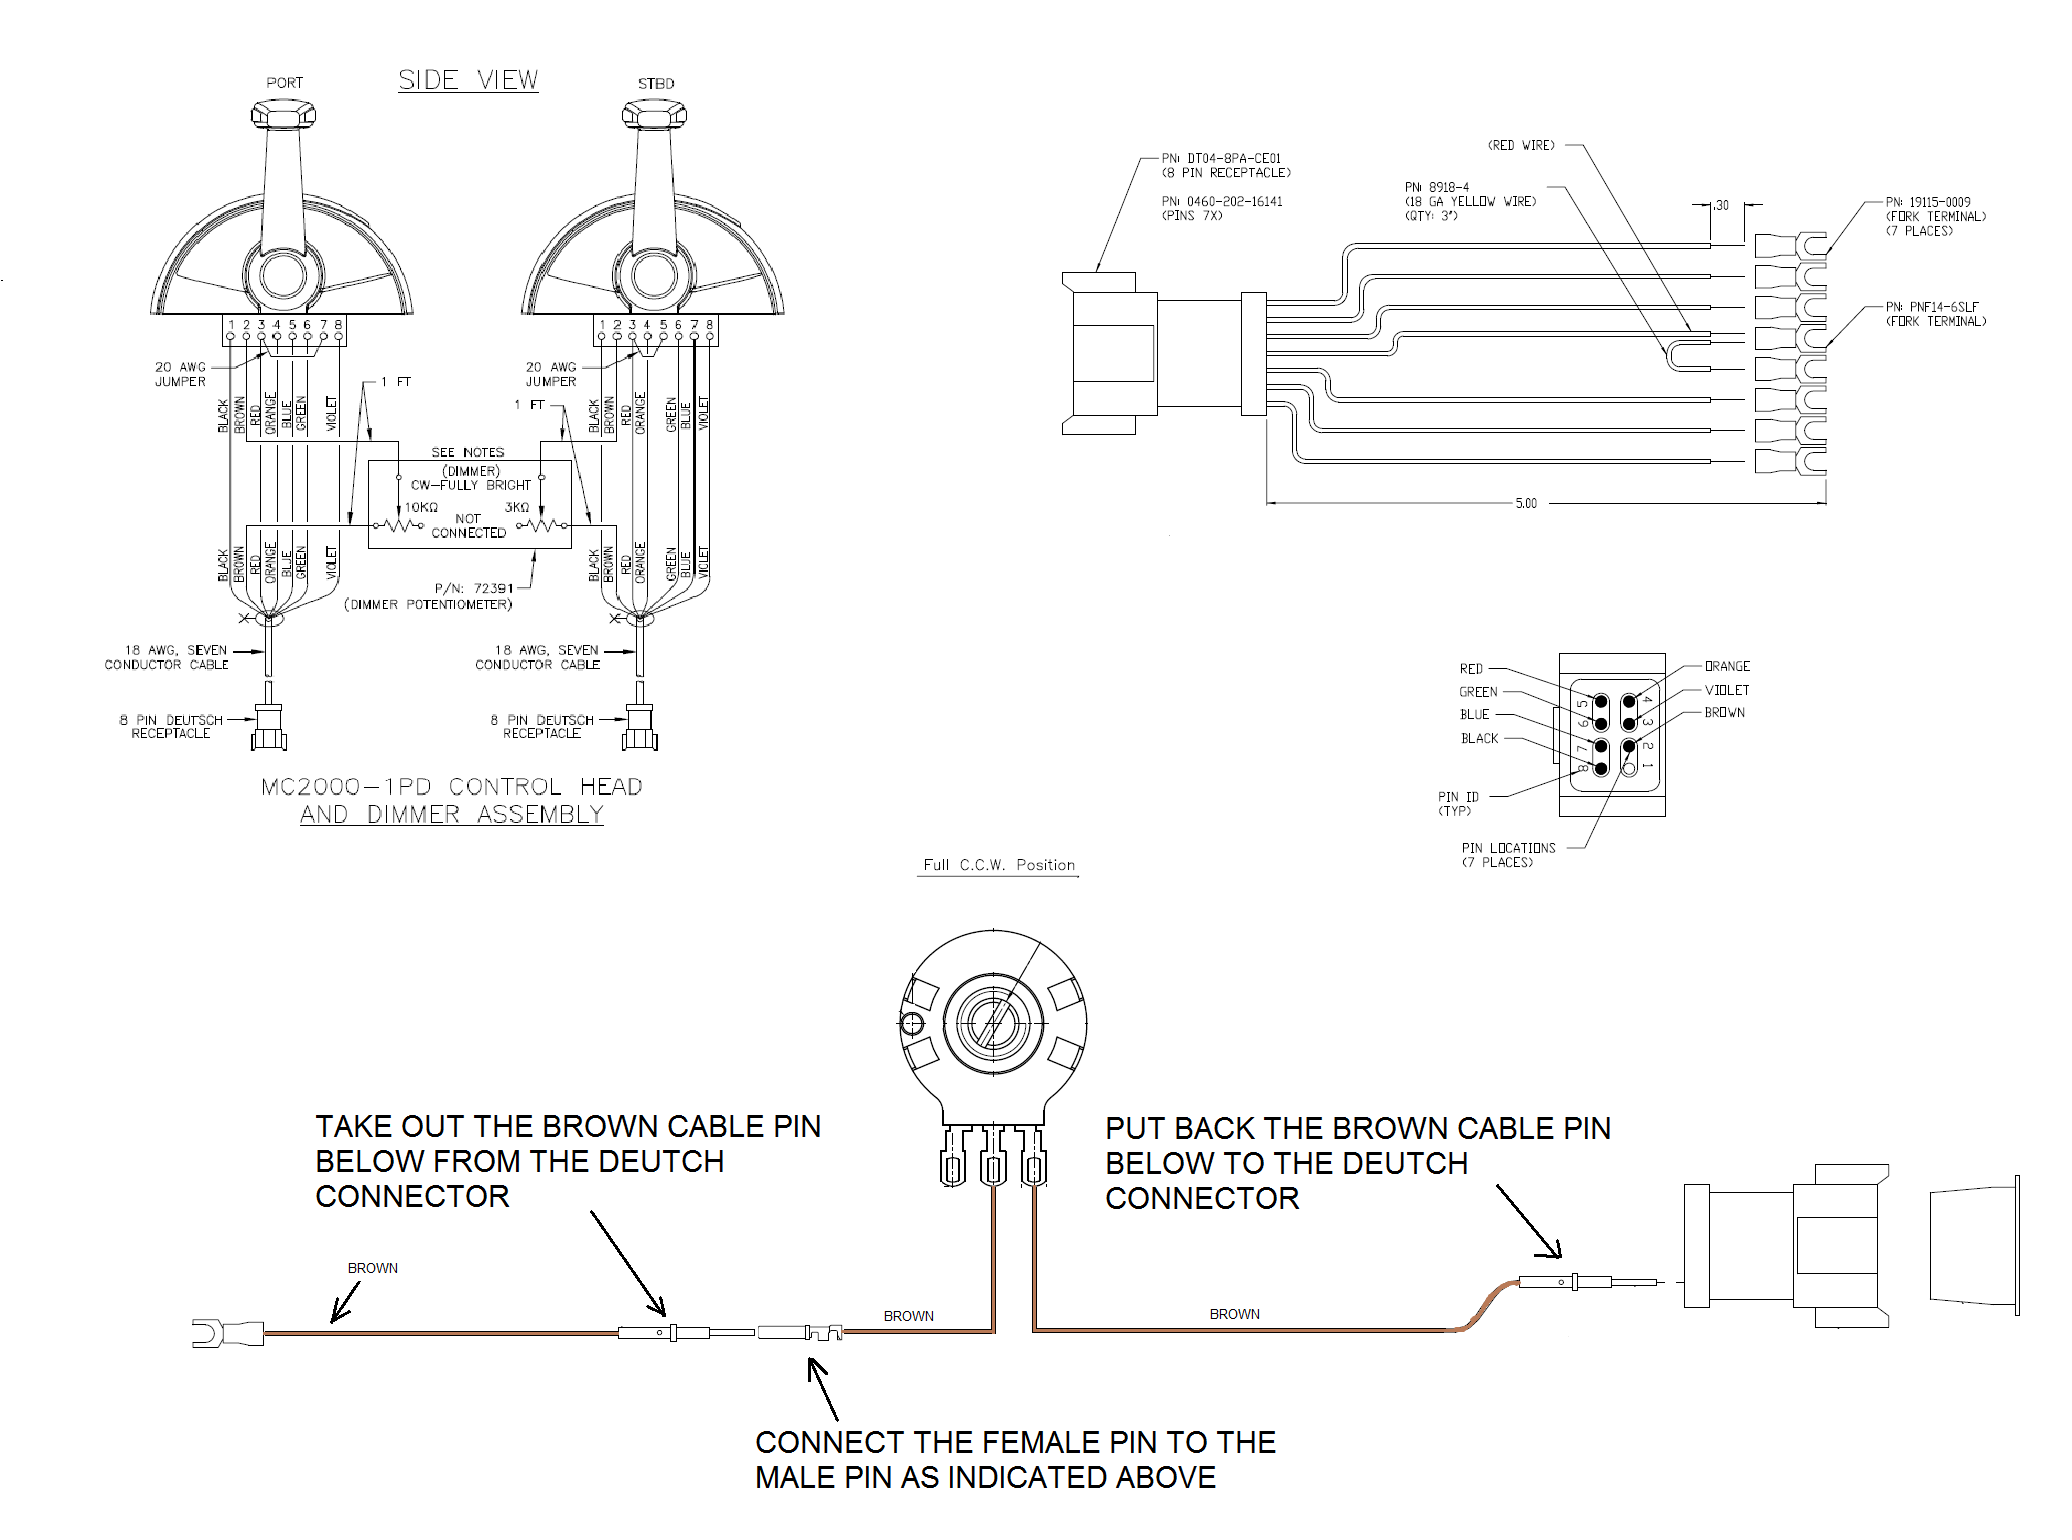 SIDE VIEW
PORT
STBD
1 2 3 4 5 6 7 8
1 2 3 4 5 6 7 8
20 AWG
JUMPER
1 FT
20 AWG
JUMPER
1 FT
BLACK
BROWN
RED
ORANGE
BLUE
GREEN
VIOLET
BLACK
BROWN
RED
ORANGE
GREEN
BLUE
VIOLET
SEE NOTES
(DIMMER)
CW-FULLY BRIGHT
10KΩ
3KΩ
NOT
CONNECTED
BLACK
BROWN
RED
ORANGE
BLUE
GREEN
VIOLET
BLACK
BROWN
RED
ORANGE
GREEN
BLUE
VIOLET
P/N: 72391
(DIMMER POTENTIOMETER)
18 AWG, SEVEN
CONDUCTOR CABLE
18 AWG, SEVEN
CONDUCTOR CABLE
8 PIN DEUTSCH
RECEPTACLE
8 PIN DEUTSCH
RECEPTACLE
MC2000-1PD CONTROL HEAD
AND DIMMER ASSEMBLY
PN: DT04-8PA-CE01
(8 PIN RECEPTACLE)
PN: 0460-202-16141
(PINS 7X)
(RED WIRE)
PN: 8918-4
(18 GA YELLOW WIRE)
(QTY: 3")
.30
PN: 19115-0009
(FORK TERMINAL)
(7 PLACES)
PN: PNF14-6SLF
(FORK TERMINAL)
5.00
RED
GREEN
BLUE
BLACK
PIN ID
(TYP)
PIN LOCATIONS
(7 PLACES)
ORANGE
VIOLET
BROWN
5 4
6 3
7 2
8 1
Full C.C.W. Position
TAKE OUT THE BROWN CABLE PIN
BELOW FROM THE DEUTCH
CONNECTOR
PUT BACK THE BROWN CABLE PIN
BELOW TO THE DEUTCH
CONNECTOR
BROWN
BROWN
BROWN
CONNECT THE FEMALE PIN TO THE
MALE PIN AS INDICATED ABOVE